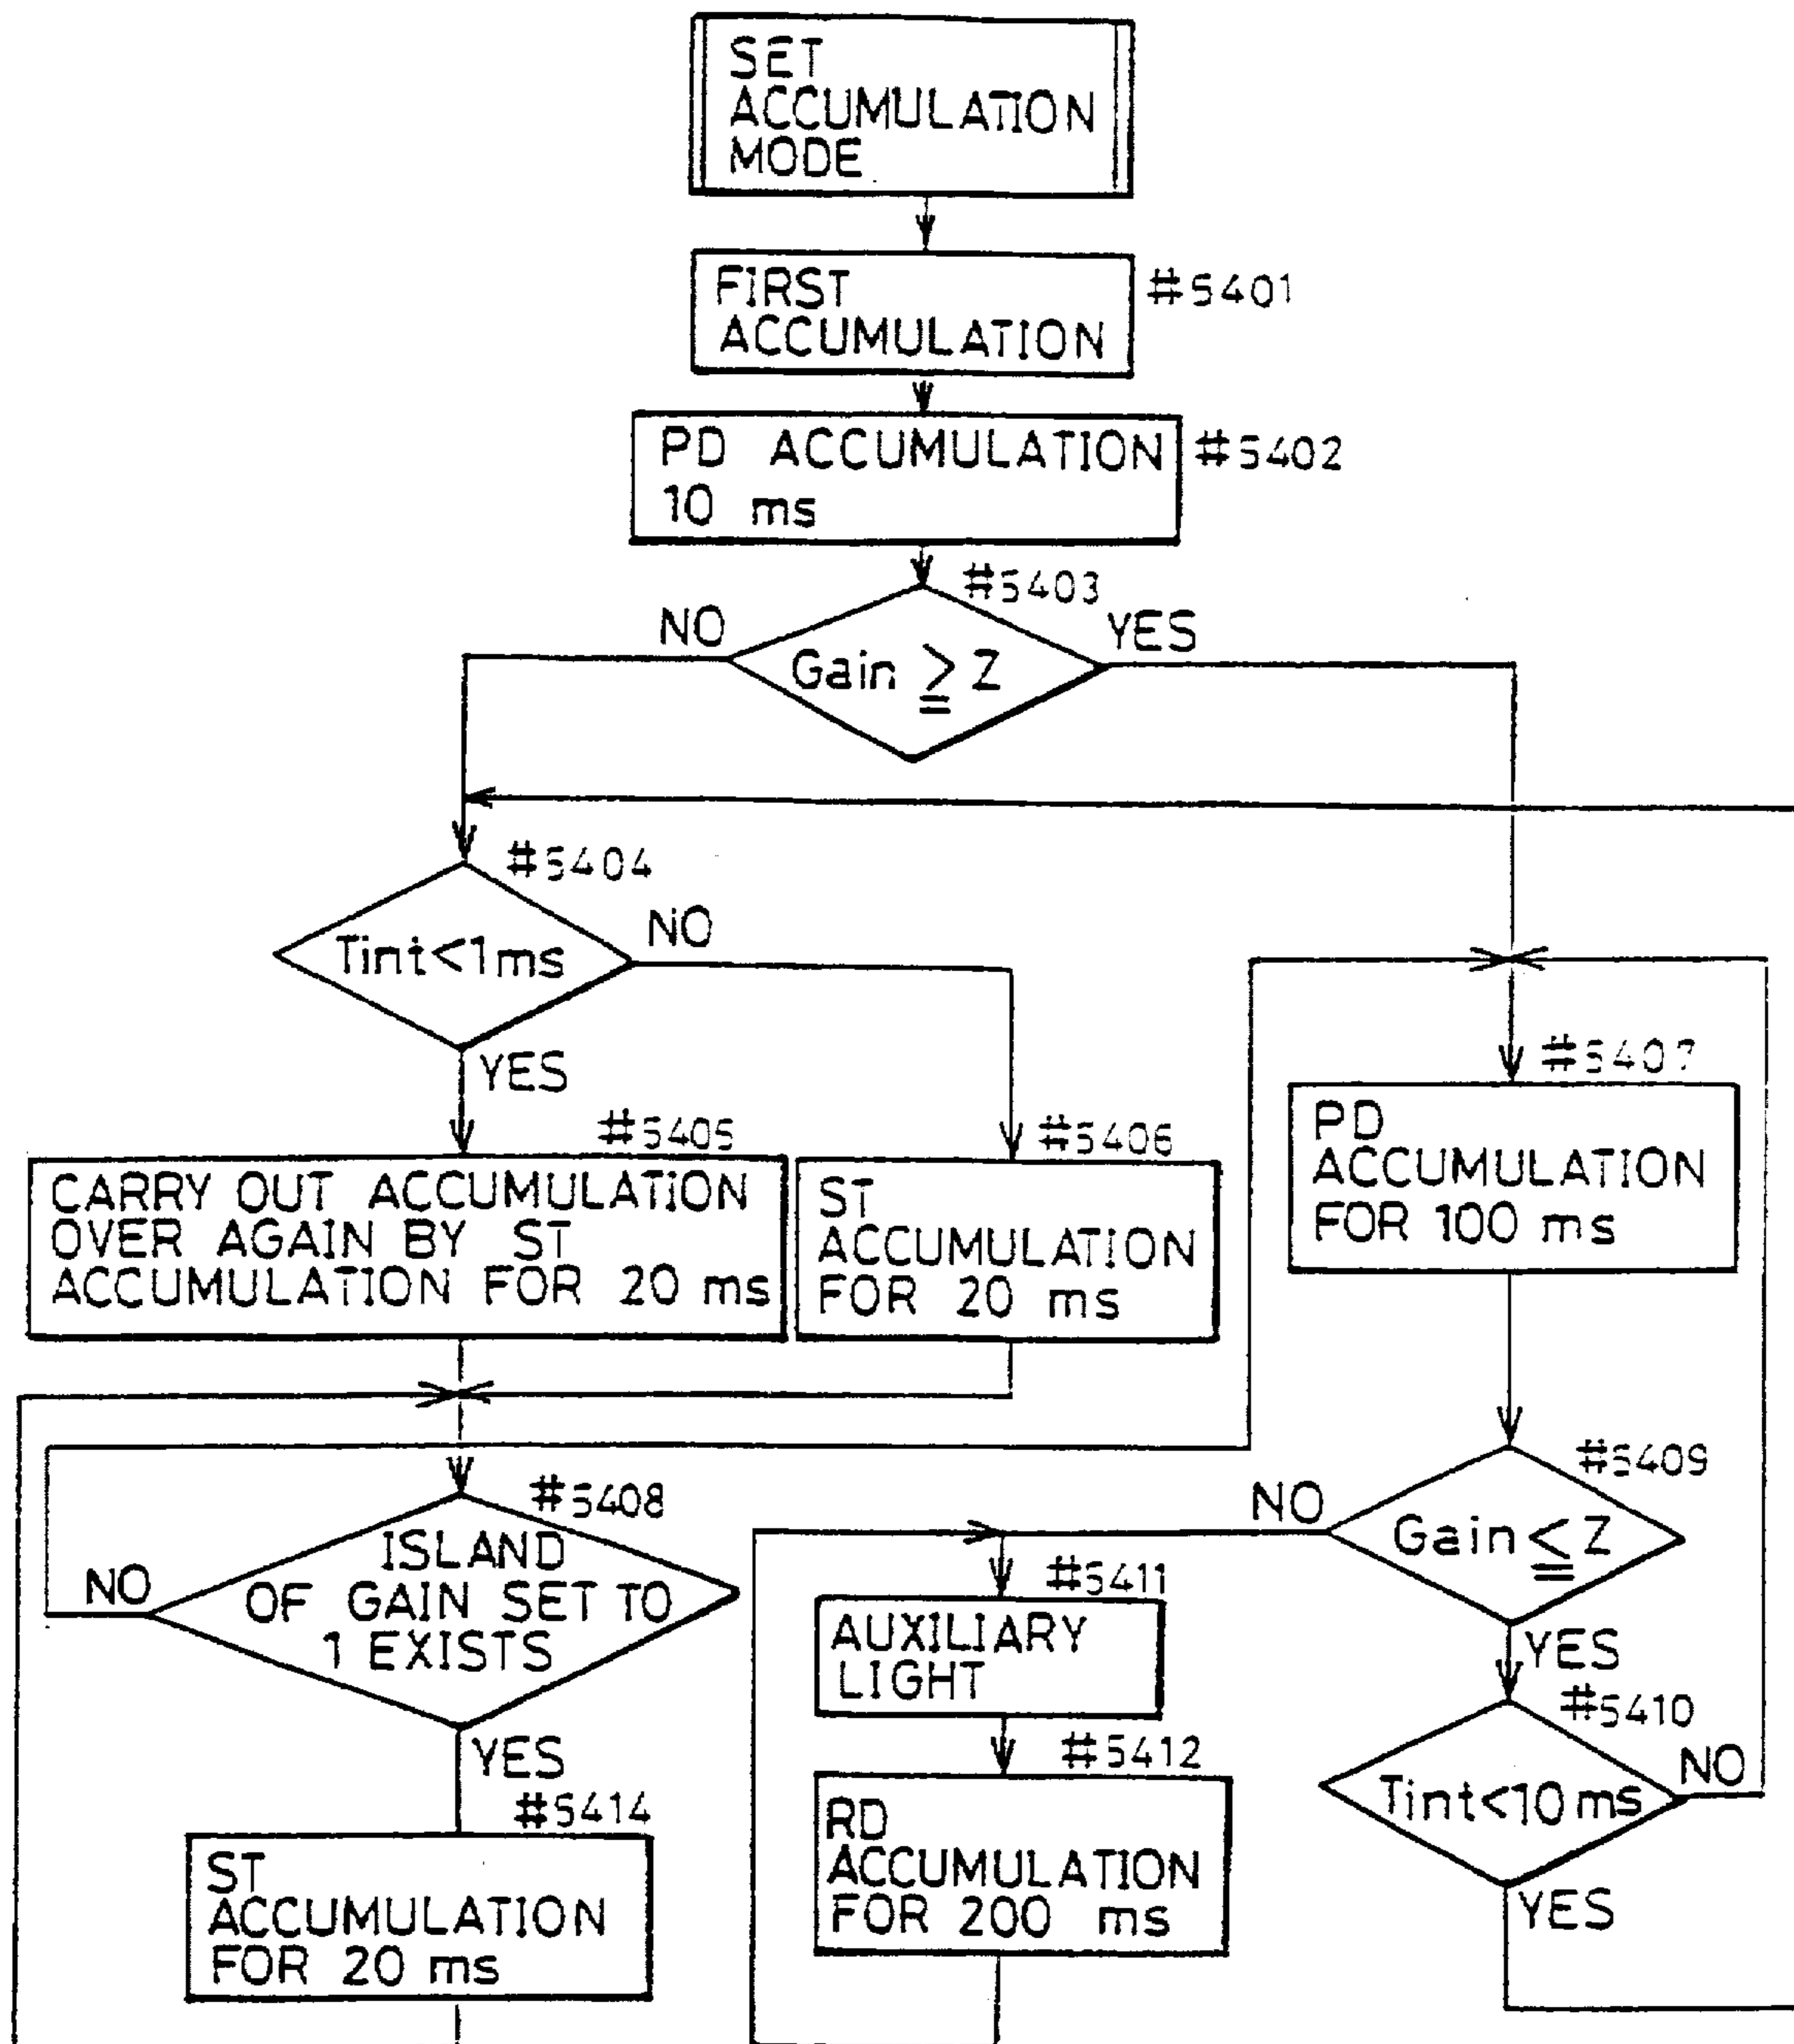 SET
ACCUMULATION
MODE
FIRST
ACCUMULATION
#5401
PD ACCUMULATION
10 ms
#5402
#5403
NO
YES
Gain ≧ Z
#5404
Tint<1ms
NO
YES
#5405
CARRY OUT ACCUMULATION
OVER AGAIN BY ST
ACCUMULATION FOR 20 ms
#5406
ST
ACCUMULATION
FOR 20 ms
#5407
PD
ACCUMULATION
FOR 100 ms
#5408
ISLAND
OF GAIN SET TO
1 EXISTS
NO
YES
#5409
NO
Gain ≦ Z
YES
#5411
AUXILIARY
LIGHT
#5410
Tint<10 ms
NO
YES
#5412
RD
ACCUMULATION
FOR 200 ms
#5414
ST
ACCUMULATION
FOR 20 ms